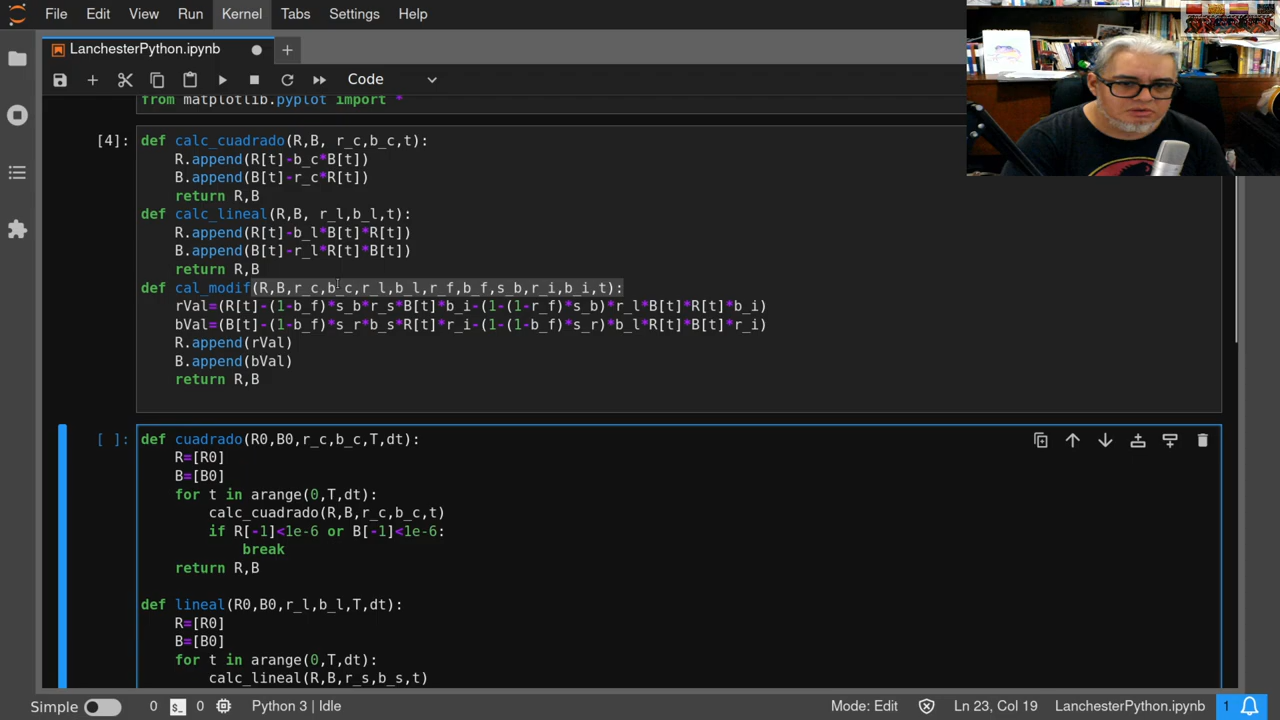 File Edit View Run Kernel Tabs Settings Help
LanchesterPython.ipynb
Code
from matplotlib.pyplot import *
[4]:
def calc_cuadrado(R,B, r_c,b_c,t):
R.append(R[t]-b_c*B[t])
B.append(B[t]-r_c*R[t])
return R,B
def calc_lineal(R,B, r_l,b_l,t):
R.append(R[t]-b_l*B[t]*R[t])
B.append(B[t]-r_l*R[t]*B[t])
return R,B
def cal_modif(R,B,r_c,b_c,r_l,b_l,r_f,b_f,s_b,r_i,b_i,t):
rVal=(R[t]-(1-b_f)*s_b*r_s*B[t]*b_i-(1-(1-r_f)*s_b)*r_l*B[t]*R[t]*b_i)
bVal=(B[t]-(1-b_f)*s_r*b_s*R[t]*r_i-(1-(1-b_f)*s_r)*b_l*R[t]*B[t]*r_i)
R.append(rVal)
B.append(bVal)
return R,B
[ ]:
def cuadrado(R0,B0,r_c,b_c,T,dt):
R=[R0]
B=[B0]
for t in arange(0,T,dt):
calc_cuadrado(R,B,r_c,b_c,t)
if R[-1]<1e-6 or B[-1]<1e-6:
break
return R,B
def lineal(R0,B0,r_l,b_l,T,dt):
R=[R0]
B=[B0]
for t in arange(0,T,dt):
calc_lineal(R,B,r_s,b_s,t)
Simple 0 0 Python 3 | Idle Mode: Edit Ln 23, Col 19 LanchesterPython.ipynb 1